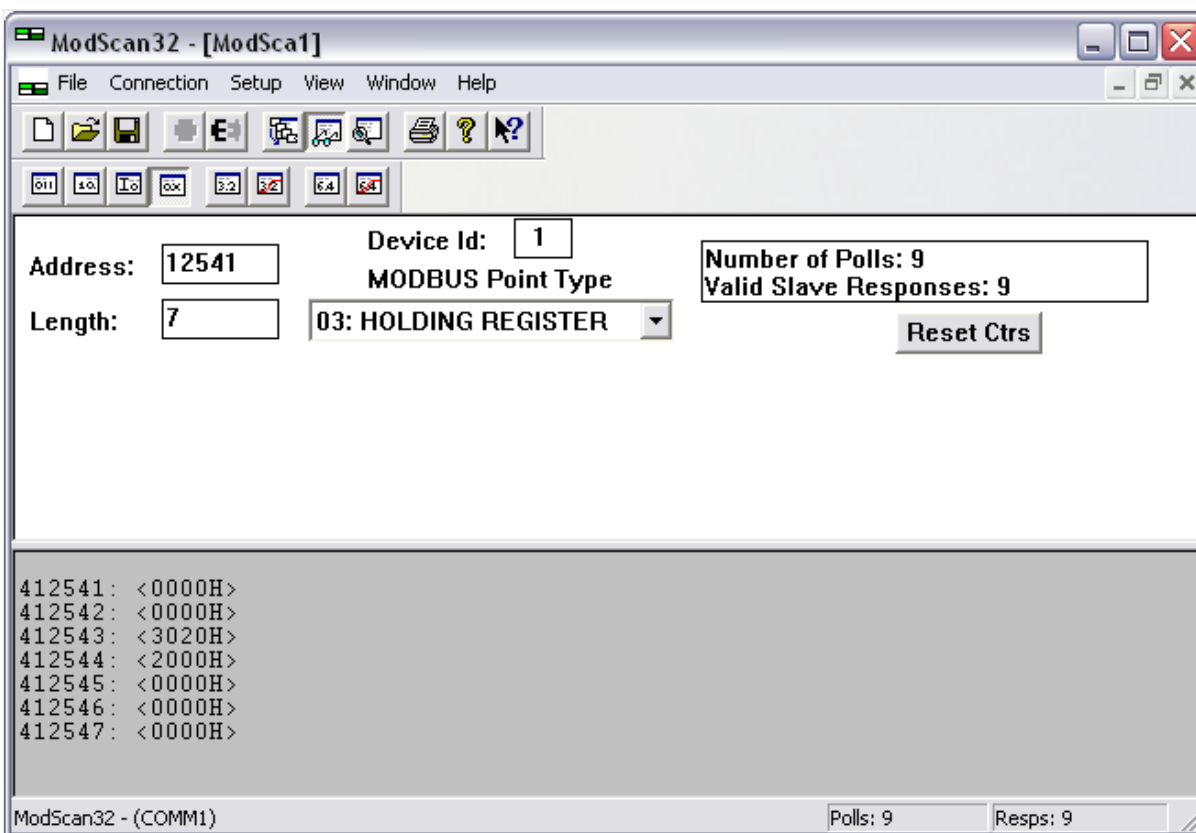 ModScan32 - [ModSca1]
File Connection Setup View Window Help
Address: 12541
Device Id: 1
MODBUS Point Type
Length: 7
03: HOLDING REGISTER
Number of Polls: 9
Valid Slave Responses: 9
Reset Ctrs
412541: <0000H>
412542: <0000H>
412543: <3020H>
412544: <2000H>
412545: <0000H>
412546: <0000H>
412547: <0000H>
ModScan32 - (COMM1)
Polls: 9
Resps: 9